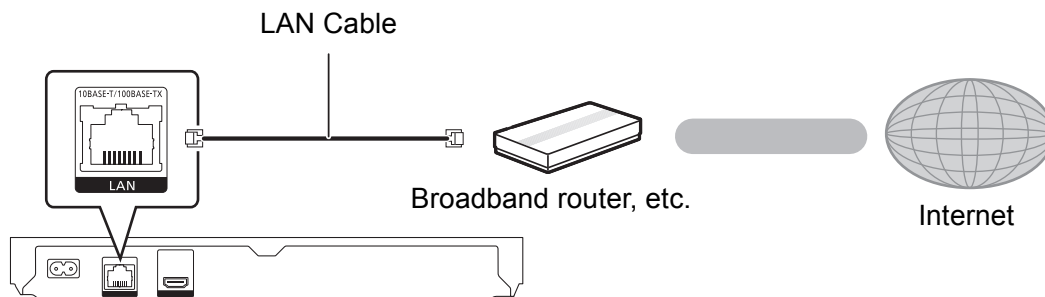 LAN Cable
10BASE-T/100BASE-TX
LAN
Broadband router, etc.
Internet